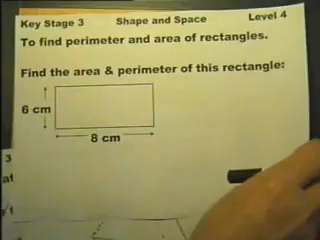 Key Stage 3 Shape and Space Level 4
To find perimeter and area of rectangles.
Find the area & perimeter of this rectangle:
6 cm
8 cm
3